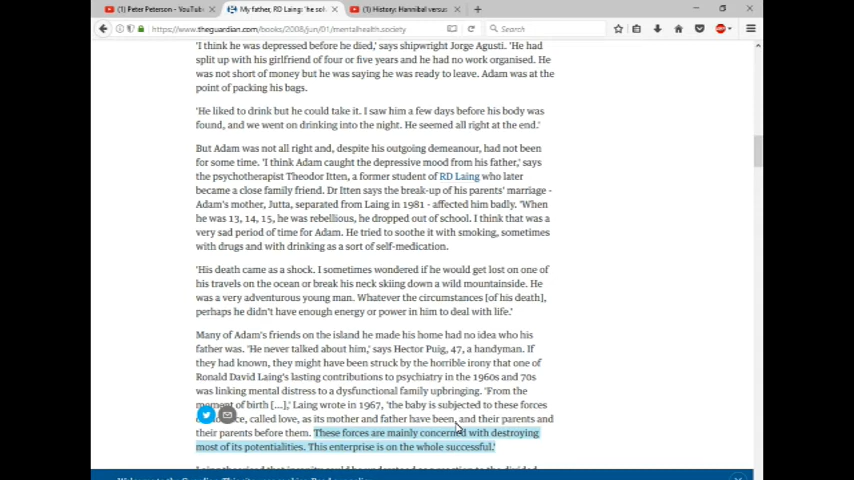 (1) Peter Peterson - YouTub
My father, RD Laing: 'he sol
(1) History: Hannibal versus
https://www.theguardian.com/books/2008/jun/01/mentalhealth.society
Search
'I think he was depressed before he died,' says shipwright Jorge Agusti. 'He had
split up with his girlfriend of four or five years and he had no work organised. He
was not short of money but he was saying he was ready to leave. Adam was at the
point of packing his bags.
'He liked to drink but he could take it. I saw him a few days before his body was
found, and we went on drinking into the night. He seemed all right at the end.'
But Adam was not all right and, despite his outgoing demeanour, had not been
for some time. 'I think Adam caught the depressive mood from his father,' says
the psychotherapist Theodor Itten, a former student of RD Laing who later
became a close family friend. Dr Itten says the break-up of his parents' marriage -
Adam's mother, Jutta, separated from Laing in 1981 - affected him badly. 'When
he was 13, 14, 15, he was rebellious, he dropped out of school. I think that was a
very sad period of time for Adam. He tried to soothe it with smoking, sometimes
with drugs and with drinking as a sort of self-medication.
'His death came as a shock. I sometimes wondered if he would get lost on one of
his travels on the ocean or break his neck skiing down a wild mountainside. He
was a very adventurous young man. Whatever the circumstances [of his death],
perhaps he didn't have enough energy or power in him to deal with life.'
Many of Adam's friends on the island he made his home had no idea who his
father was. 'He never talked about him,' says Hector Puig, 47, a handyman. If
they had known, they might have been struck by the horrible irony that one of
Ronald David Laing's lasting contributions to psychiatry in the 1960s and 70s
was linking mental distress to a dysfunctional family upbringing. 'From the
moment of birth [...],' Laing wrote in 1967, 'the baby is subjected to these forces
called love, as its mother and father have been, and their parents and
their parents before them. These forces are mainly concerned with destroying
most of its potentialities. This enterprise is on the whole successful.'